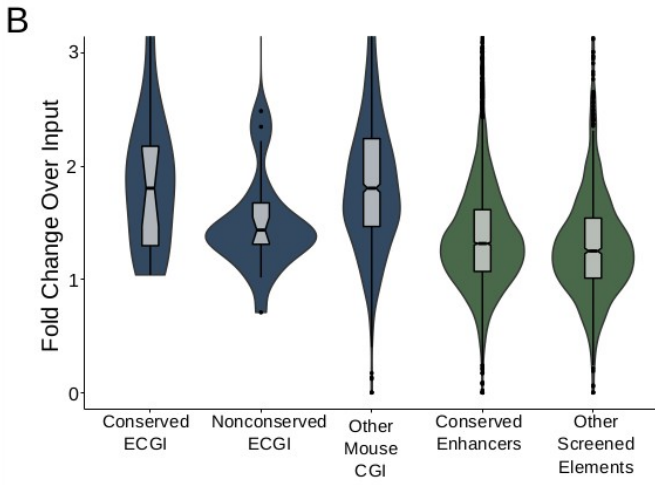 B
Fold Change Over Input
3
2
1
0
Conserved
ECGI
Nonconserved
ECGI
Other
Mouse
CGI
Conserved
Enhancers
Other
Screened
Elements